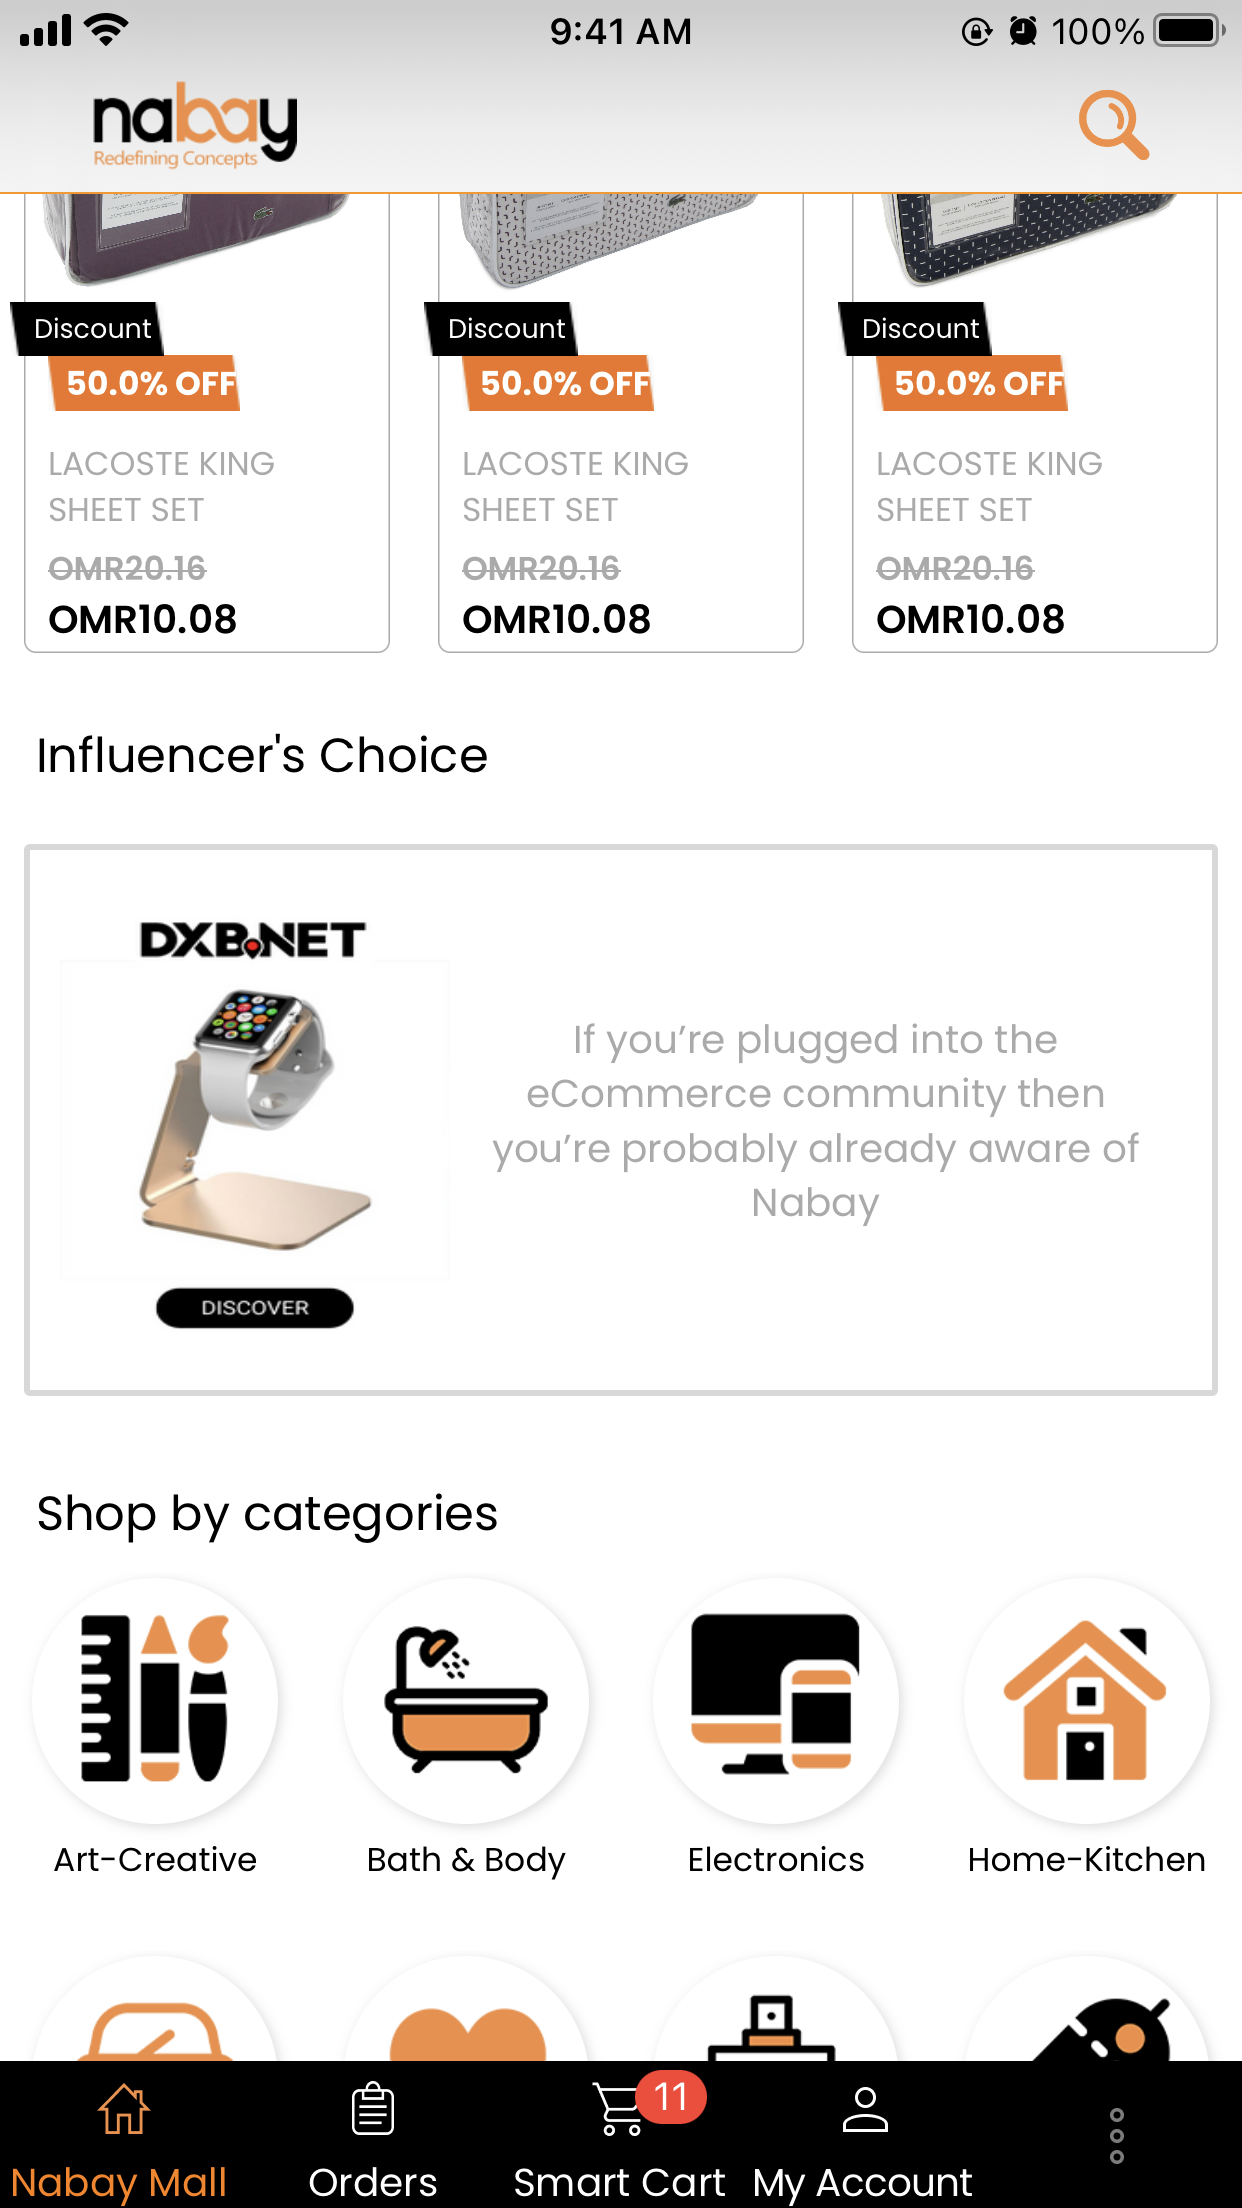 9:41 AM
100%
nabay
Redefining Concepts
Discount
50.0% OFF
LACOSTE KING
SHEET SET
OMR20.16
OMR10.08
Discount
50.0% OFF
LACOSTE KING
SHEET SET
OMR20.16
OMR10.08
Discount
50.0% OFF
LACOSTE KING
SHEET SET
OMR20.16
OMR10.08
Influencer's Choice
DXB.NET
DISCOVER
If you’re plugged into the
eCommerce community then
you’re probably already aware of
Nabay
Shop by categories
Art-Creative
Bath & Body
Electronics
Home-Kitchen
11
Nabay Mall
Orders
Smart Cart
My Account